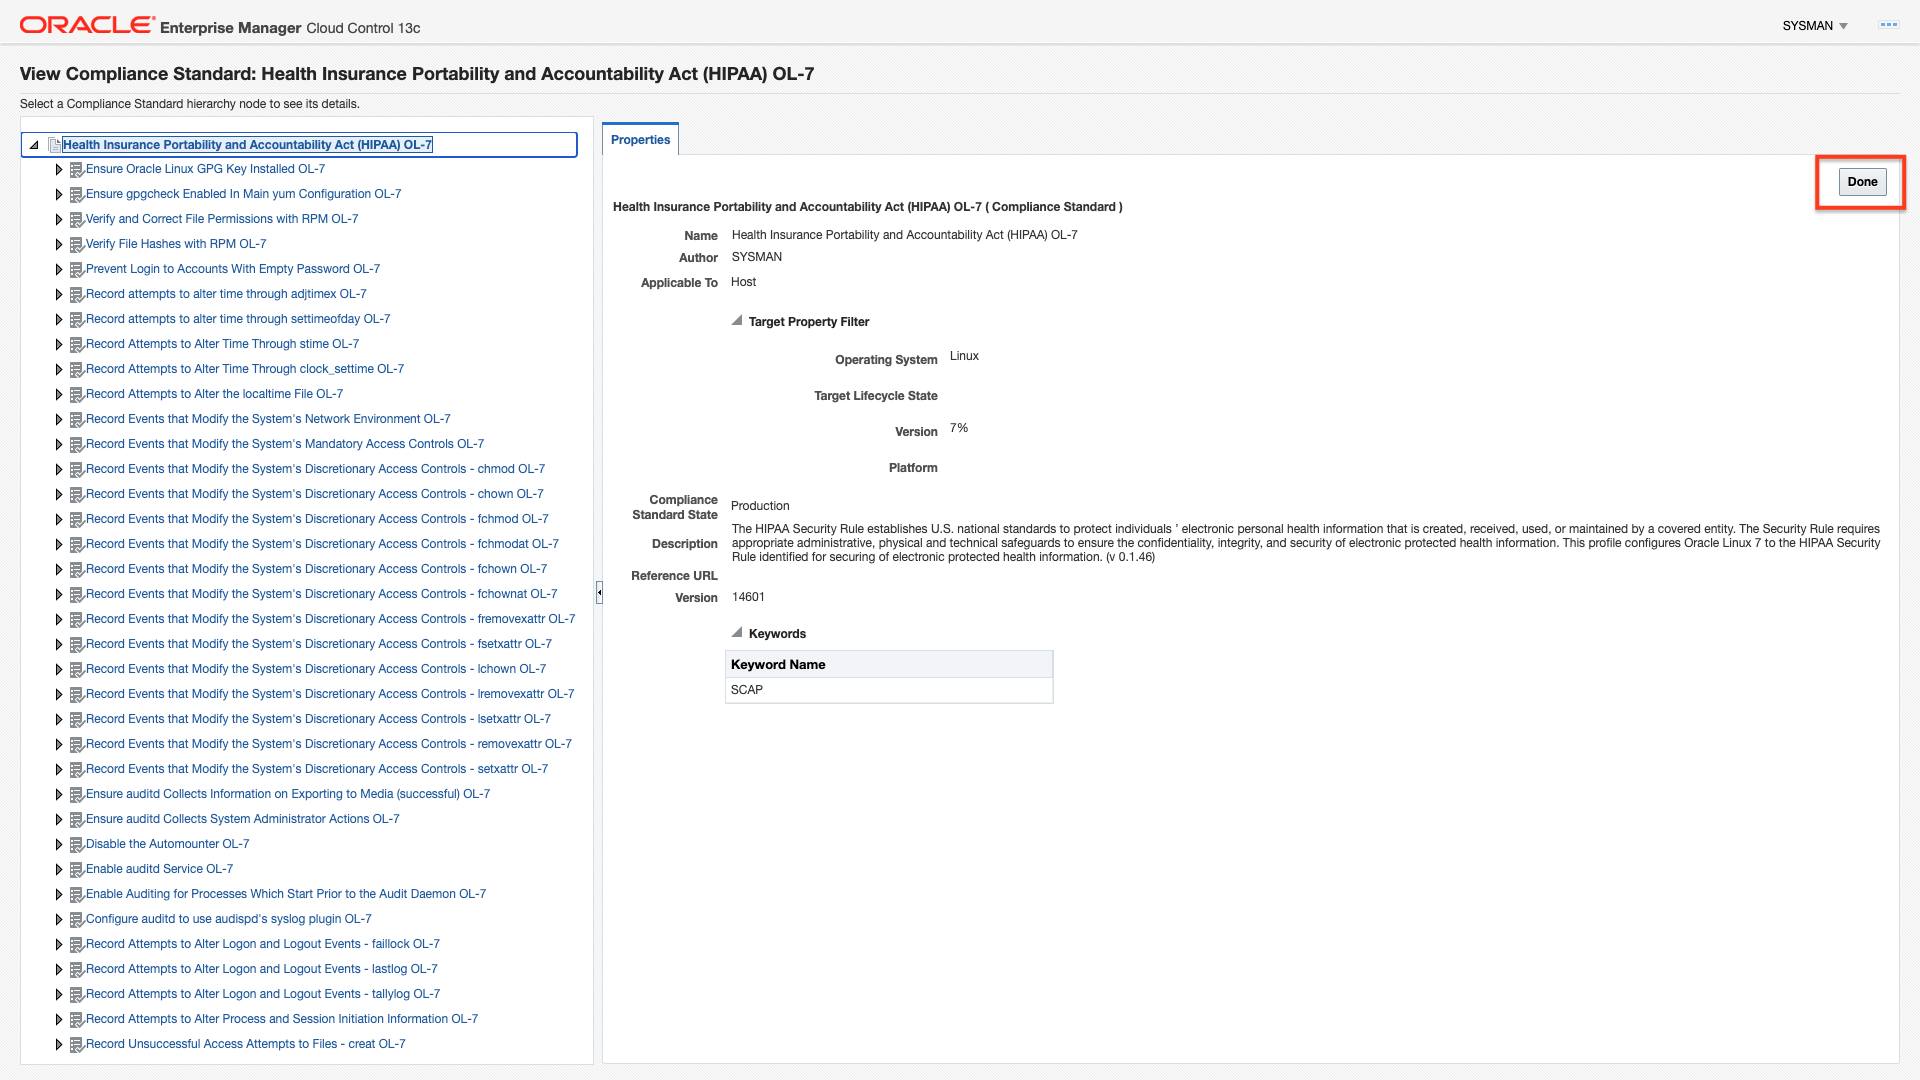 ORACLE Enterprise Manager Cloud Control 13c
SYSMAN
View Compliance Standard: Health Insurance Portability and Accountability Act (HIPAA) OL-7
Select a Compliance Standard hierarchy node to see its details.
Health Insurance Portability and Accountability Act (HIPAA) OL-7
Ensure Oracle Linux GPG Key Installed OL-7
Ensure gpgcheck Enabled In Main yum Configuration OL-7
Verify and Correct File Permissions with RPM OL-7
Verify File Hashes with RPM OL-7
Prevent Login to Accounts With Empty Password OL-7
Record attempts to alter time through adjtimex OL-7
Record attempts to alter time through settimeofday OL-7
Record Attempts to Alter Time Through stime OL-7
Record Attempts to Alter Time Through clock_settime OL-7
Record Attempts to Alter the localtime File OL-7
Record Events that Modify the System's Network Environment OL-7
Record Events that Modify the System's Mandatory Access Controls OL-7
Record Events that Modify the System's Discretionary Access Controls - chmod OL-7
Record Events that Modify the System's Discretionary Access Controls - chown OL-7
Record Events that Modify the System's Discretionary Access Controls - fchmod OL-7
Record Events that Modify the System's Discretionary Access Controls - fchmodat OL-7
Record Events that Modify the System's Discretionary Access Controls - fchown OL-7
Record Events that Modify the System's Discretionary Access Controls - fchownat OL-7
Record Events that Modify the System's Discretionary Access Controls - fremovexattr OL-7
Record Events that Modify the System's Discretionary Access Controls - fsetxattr OL-7
Record Events that Modify the System's Discretionary Access Controls - lchown OL-7
Record Events that Modify the System's Discretionary Access Controls - lremovexattr OL-7
Record Events that Modify the System's Discretionary Access Controls - lsetxattr OL-7
Record Events that Modify the System's Discretionary Access Controls - removexattr OL-7
Record Events that Modify the System's Discretionary Access Controls - setxattr OL-7
Ensure auditd Collects Information on Exporting to Media (successful) OL-7
Ensure auditd Collects System Administrator Actions OL-7
Disable the Automounter OL-7
Enable auditd Service OL-7
Enable Auditing for Processes Which Start Prior to the Audit Daemon OL-7
Configure auditd to use audispd's syslog plugin OL-7
Record Attempts to Alter Logon and Logout Events - faillock OL-7
Record Attempts to Alter Logon and Logout Events - lastlog OL-7
Record Attempts to Alter Logon and Logout Events - tallylog OL-7
Record Attempts to Alter Process and Session Initiation Information OL-7
Record Unsuccessful Access Attempts to Files - creat OL-7
Properties
Done
Health Insurance Portability and Accountability Act (HIPAA) OL-7 ( Compliance Standard )
Name Health Insurance Portability and Accountability Act (HIPAA) OL-7
Author SYSMAN
Applicable To Host
Target Property Filter
Operating System Linux
Target Lifecycle State
Version 7%
Platform
Compliance
Standard State Production
Description The HIPAA Security Rule establishes U.S. national standards to protect individuals ' electronic personal health information that is created, received, used, or maintained by a covered entity. The Security Rule requires
appropriate administrative, physical and technical safeguards to ensure the confidentiality, integrity, and security of electronic protected health information. This profile configures Oracle Linux 7 to the HIPAA Security
Rule identified for securing of electronic protected health information. (v 0.1.46)
Reference URL
Version 14601
Keywords
Keyword Name
SCAP